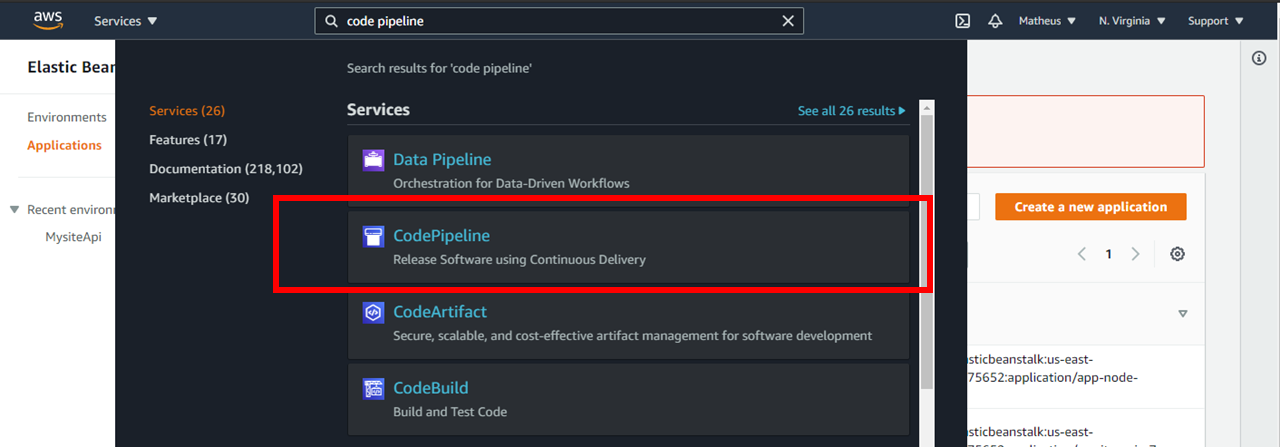 aws
Services
code pipeline
Matheus
N. Virginia
Support
Elastic Bean
Environments
Applications
Recent environ
MysiteApi
Search results for 'code pipeline'
Services (26)
Features (17)
Documentation (218,102)
Marketplace (30)
Services
See all 26 results
Data Pipeline
Orchestration for Data-Driven Workflows
CodePipeline
Release Software using Continuous Delivery
CodeArtifact
Secure, scalable, and cost-effective artifact management for software development
CodeBuild
Build and Test Code
Create a new application
1
asticbeanstalk:us-east-
75652:application/app-node-
asticbeanstalk:us-east-